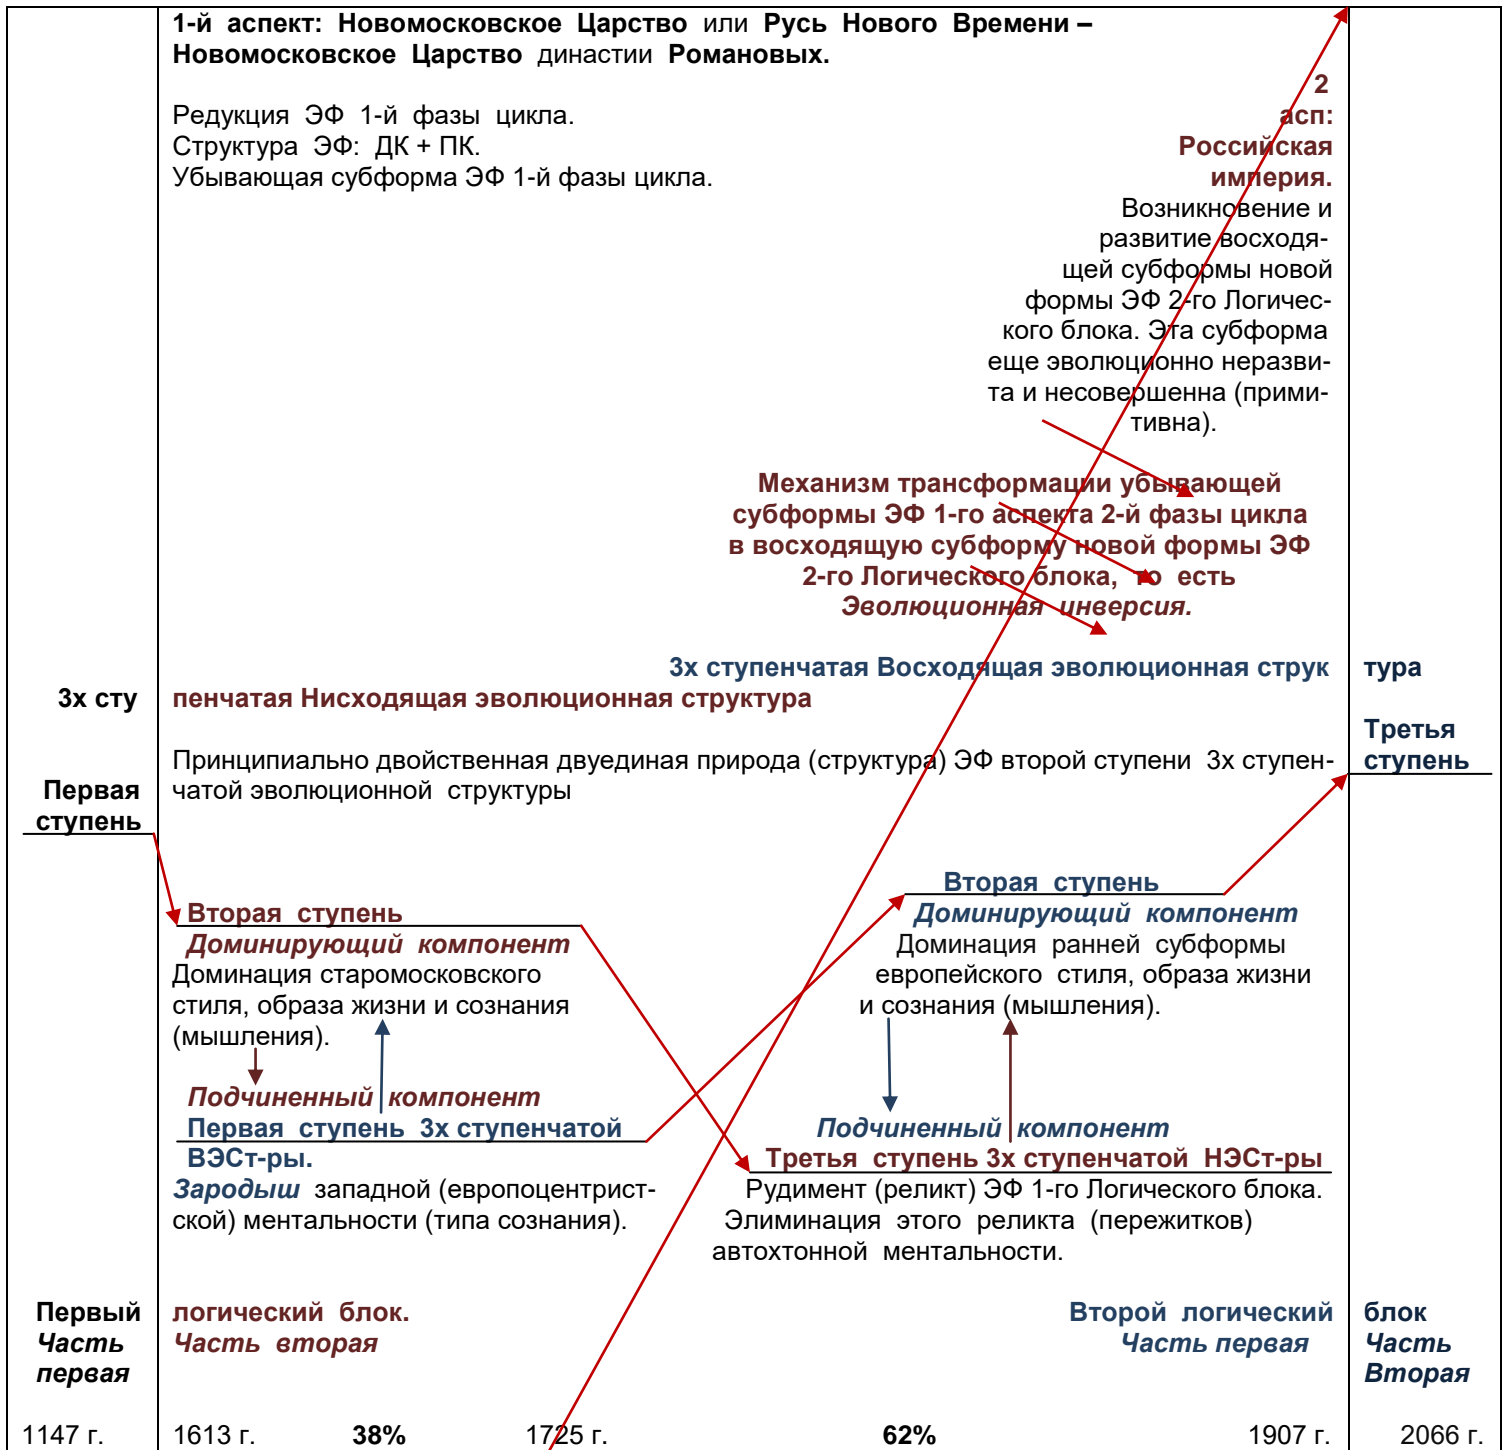 1-й аспект: Новомосковское Царство или Русь Нового Времени –
Новомосковское Царство династии Романовых.
Редукция ЭФ 1-й фазы цикла.
Структура ЭФ: ДК + ПК.
Убывающая субформа ЭФ 1-й фазы цикла.
2
асп:
Российская
империя.
Возникновение и
развитие восходя-
щей субформы новой
формы ЭФ 2-го Логичес-
кого блока. Эта субформа
еще эволюционно неразви-
та и несовершенна (прими-
тивна).
Механизм трансформации убывающей
субформы ЭФ 1-го аспекта 2-й фазы цикла
в восходящую субформу новой формы ЭФ
2-го Логического блока, то есть
Эволюционная инверсия.
3х ступенчатая Восходящая эволюционная струк тура
3х сту пенчатая Нисходящая эволюционная структура
Третья
ступень
Принципиально двойственная двуединая природа (структура) ЭФ второй ступени 3х ступен-
чатой эволюционной структуры
Первая
ступень
Вторая ступень
Доминирующий компонент
Доминация старомосковского
стиля, образа жизни и сознания
(мышления).
Подчиненный компонент
Первая ступень 3х ступенчатой
ВЭСт-ры.
Зародыш западной (европоцентрист-
ской) ментальности (типа сознания).
Вторая ступень
Доминирующий компонент
Доминация ранней субформы
европейского стиля, образа жизни
и сознания (мышления).
Подчиненный компонент
Третья ступень 3х ступенчатой НЭСт-ры
Рудимент (реликт) ЭФ 1-го Логического блока.
Элиминация этого реликта (пережитков)
автохтонной ментальности.
Первый логический блок. Второй логический блок
Часть Часть вторая Часть первая Часть
первая Вторая
1147 г. 1613 г. 38% 1725 г. 62% 1907 г. 2066 г.